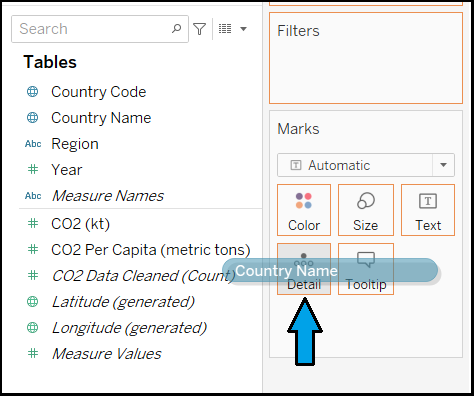 Search
Tables
Country Code
Country Name
Abc Region
Year
Abc Measure Names
CO2 (kt)
CO2 Per Capita (metric tons)
CO2 Data Cleaned (Count)
Latitude (generated)
Longitude (generated)
Measure Values
Filters
Marks
T Automatic
Color
Size
T Text
Country Name
Detail
Tooltip